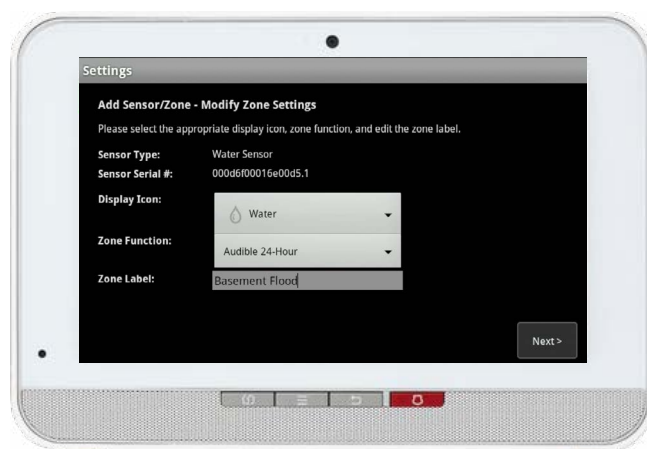 Settings
Add Sensor/Zone - Modify Zone Settings
Please select the appropriate display icon, zone function, and edit the zone label.
Sensor Type: Water Sensor
Sensor Serial #: 000d6f00016e00d5.1
Display Icon: Water
Zone Function: Audible 24-Hour
Zone Label: Basement Flood
Next >